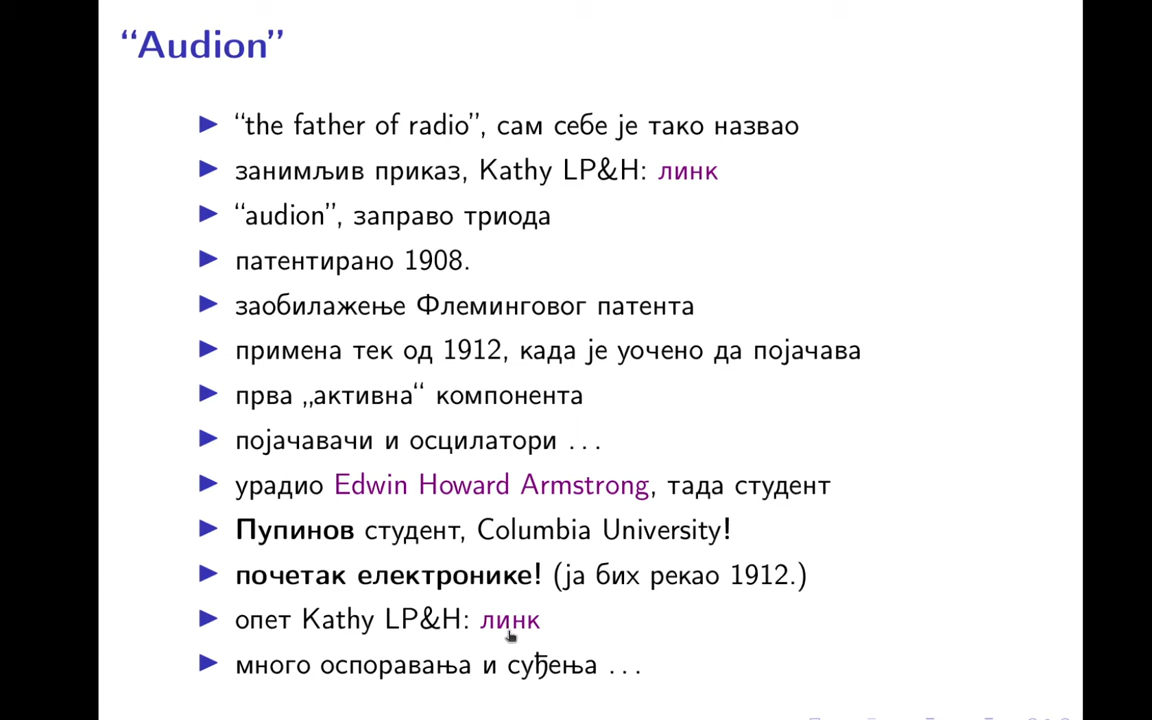 “Audion”
“the father of radio”, сам себе је тако назвао
занимљив приказ, Kathy LP&H: линк
“audion”, заправо триода
патентирано 1908.
заобилажење Флеминговог патента
примена тек од 1912, када је уочено да појачава
прва „активна“ компонента
појачавачи и осцилатори ...
урадио Edwin Howard Armstrong, тада студент
Пупинов студент, Columbia University!
почетак електронике! (ја бих рекао 1912.)
опет Kathy LP&H: линк
много оспоравања и суђења ...